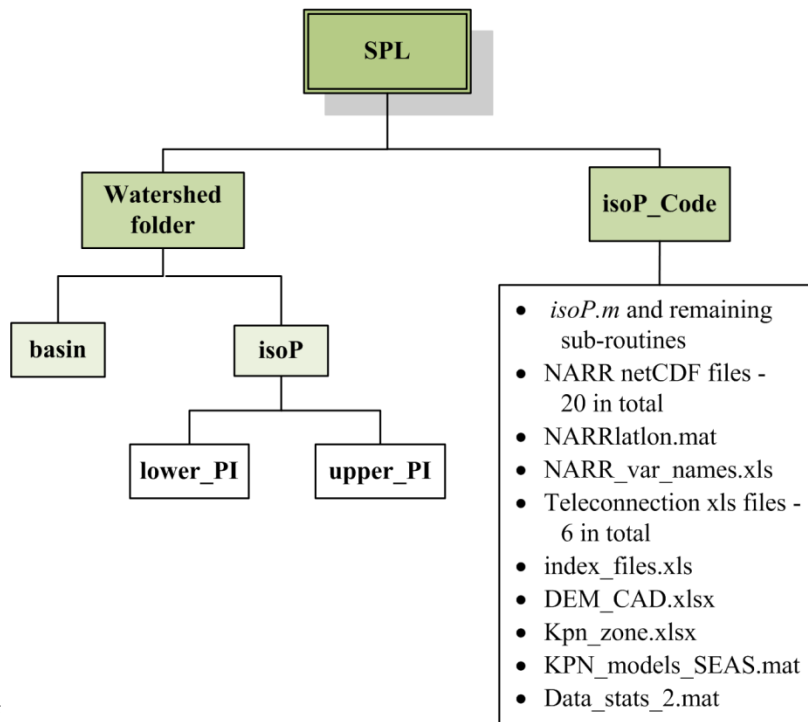 SPL
Watershed
folder
isoP_Code
basin
isoP
lower_PI
upper_PI
• isoP.m and remaining
sub-routines
• NARR netCDF files -
20 in total
• NARRlatlon.mat
• NARR_var_names.xls
• Teleconnection xls files -
6 in total
• index_files.xls
• DEM_CAD.xlsx
• Kpn_zone.xlsx
• KPN_models_SEAS.mat
• Data_stats_2.mat